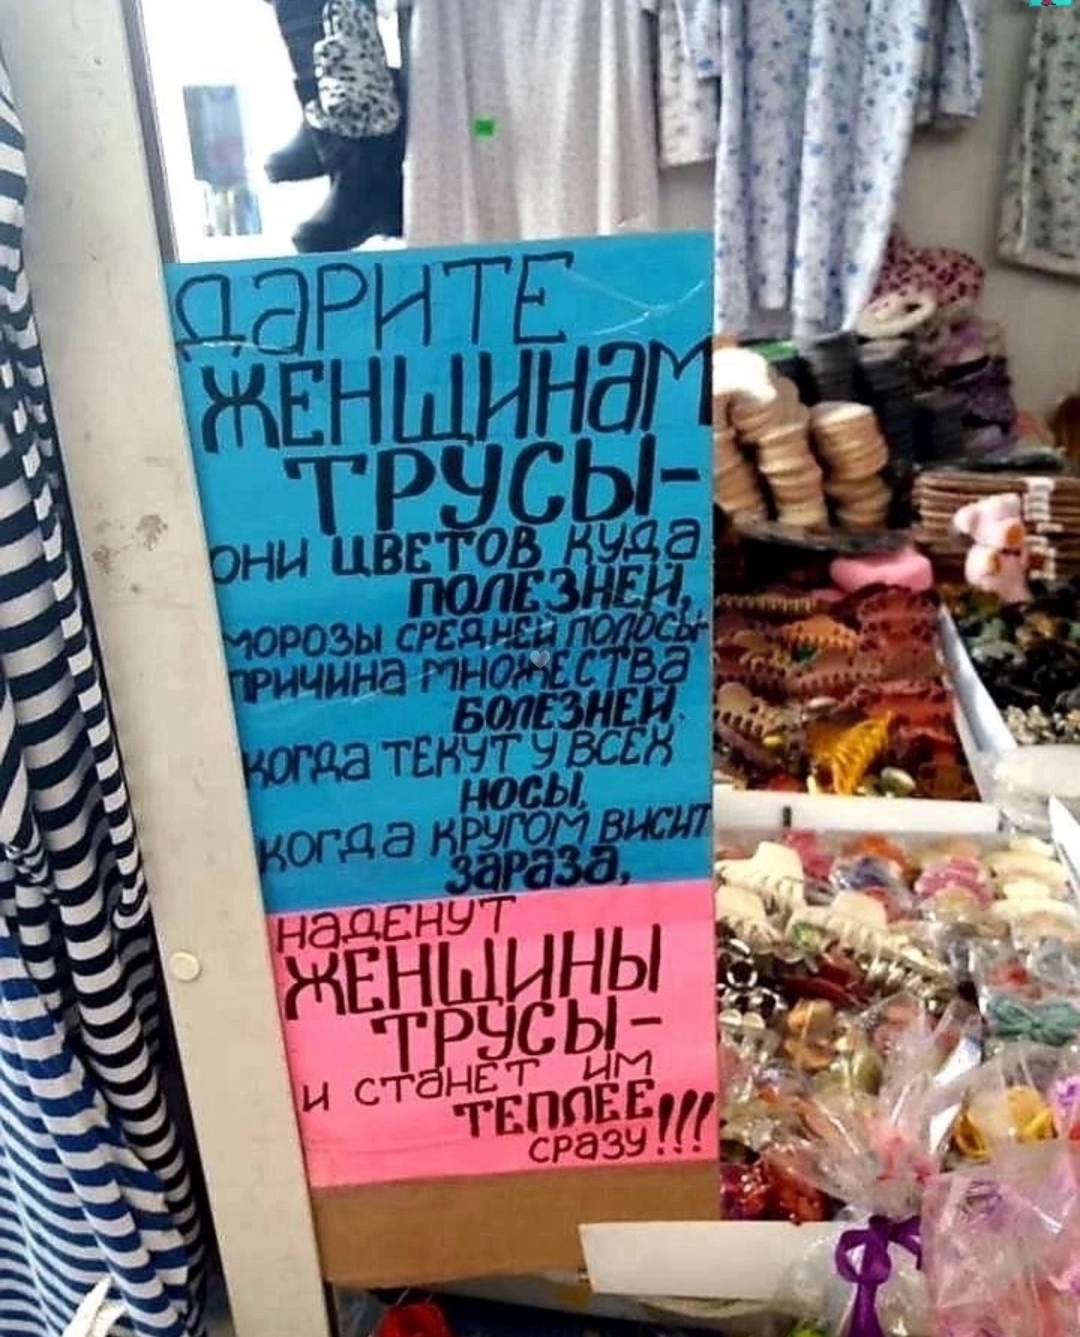 ДАРИТЕ
ЖЕНЩИНАМ
ТРУСЫ-
ОНИ ЦВЕТОВ КУДА
ПОЛЕЗНЕЙ,
МОРОЗЫ СРЕДНЕЙ ПОЛОСЫ-
ПРИЧИНА МНОЖЕСТВА
БОЛЕЗНЕЙ.
КОГДА ТЕКУТ У ВСЕХ
НОСЫ,
КОГДА КРУГОМ ВИСИТ
ЗАРАЗА,
НАДЕНУТ
ЖЕНЩИНЫ
ТРУСЫ-
И СТАНЕТ ИМ
ТЕПЛЕЕ
СРАЗУ!!!